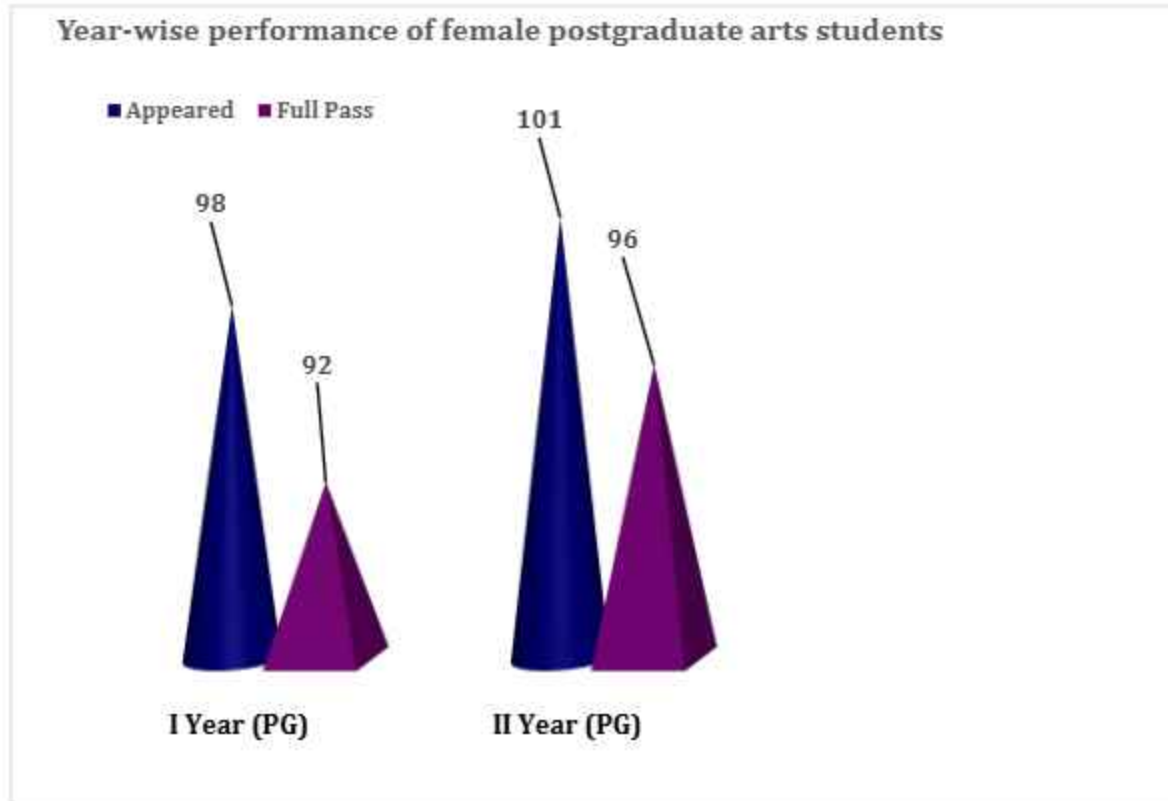 Year-wise performance of female postgraduate arts students
Appeared Full Pass
101
98
96
92
I Year (PG) II Year (PG)